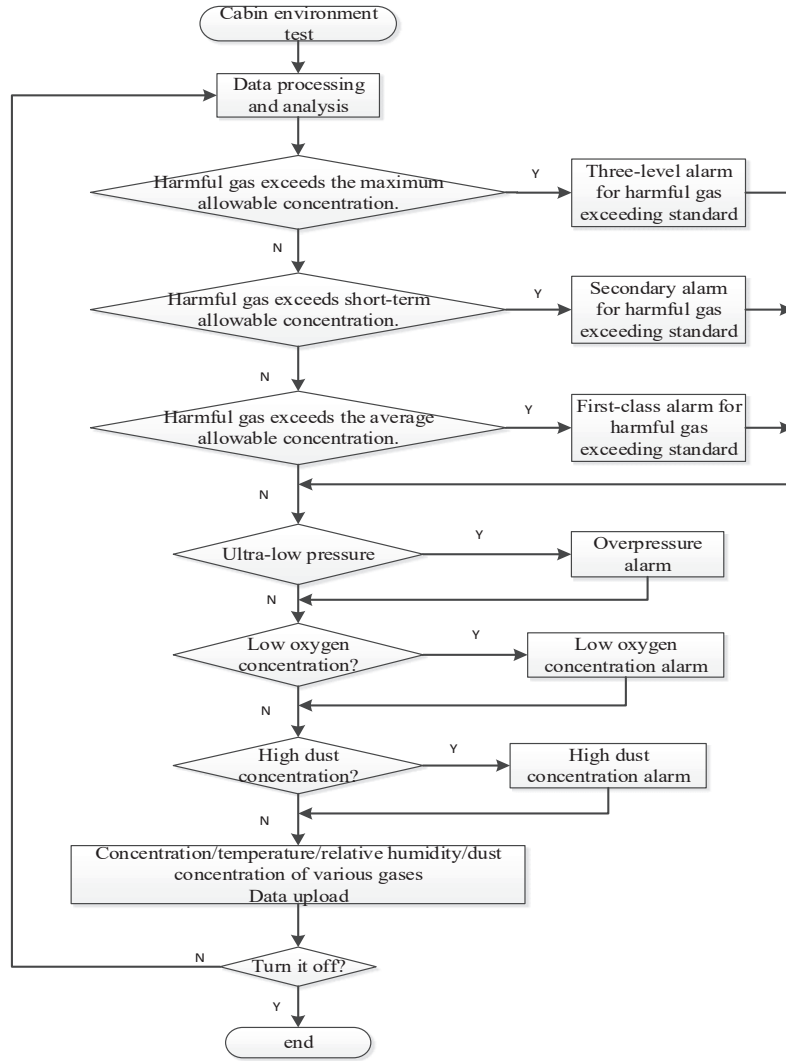 Cabin environment
test
Data processing
and analysis
Harmful gas exceeds the maximum
allowable concentration.
Y
Three-level alarm
for harmful gas
exceeding standard
N
Harmful gas exceeds short-term
allowable concentration.
Y
Secondary alarm
for harmful gas
exceeding standard
N
Harmful gas exceeds the average
allowable concentration.
Y
First-class alarm for
harmful gas
exceeding standard
N
Ultra-low pressure
Y
Overpressure
alarm
N
Low oxygen
concentration?
Y
Low oxygen
concentration alarm
N
High dust
concentration?
Y
High dust
concentration alarm
N
Concentration/temperature/relative humidity/dust
concentration of various gases
Data upload
N
Turn it off?
Y
end